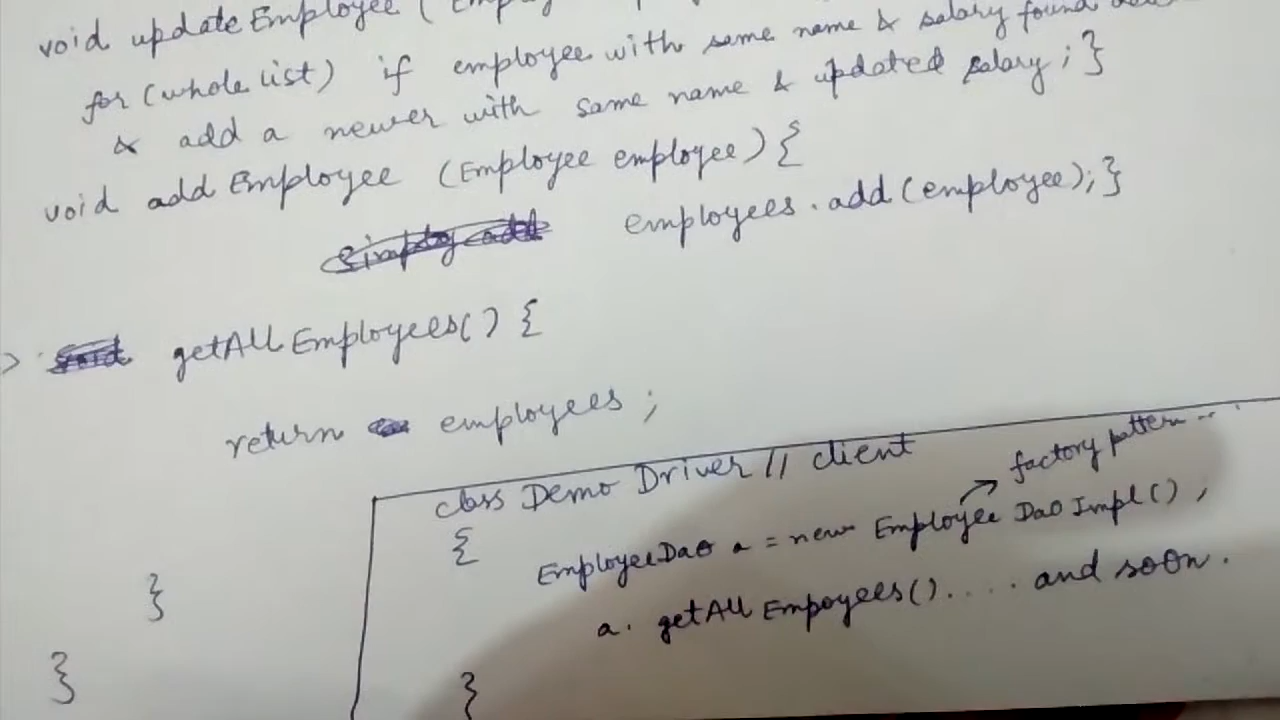 void updateEmployee (
for (whole list) if employee with same name & salary found
& add a newer with same name & updated salary ; }
void add Employee (Employee employee) {
employees . add (employee) ; }
> getAll Employees() {
return employees ;
class Demo Driver // client
factory pattern ..
{
EmployeeDao a = new Employee Dao Impl() ;
a. getAll Empoyees() . . . . and soon .
}
}
}